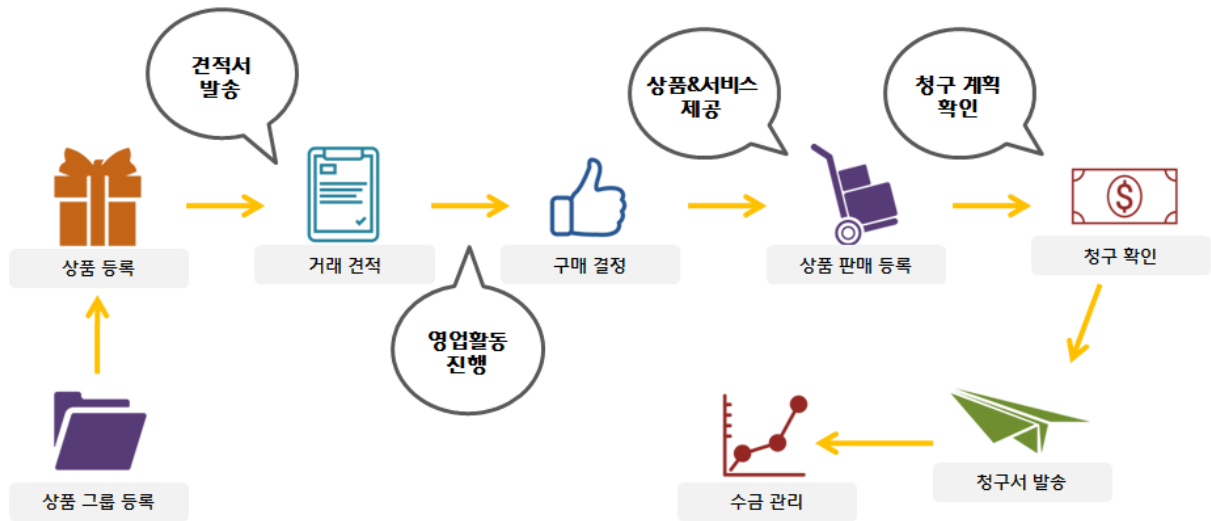 견적서
발송
상품&서비스
제공
청구 계획
확인
상품 등록
거래 견적
구매 결정
상품 판매 등록
청구 확인
영업활동
진행
상품 그룹 등록
수금 관리
청구서 발송